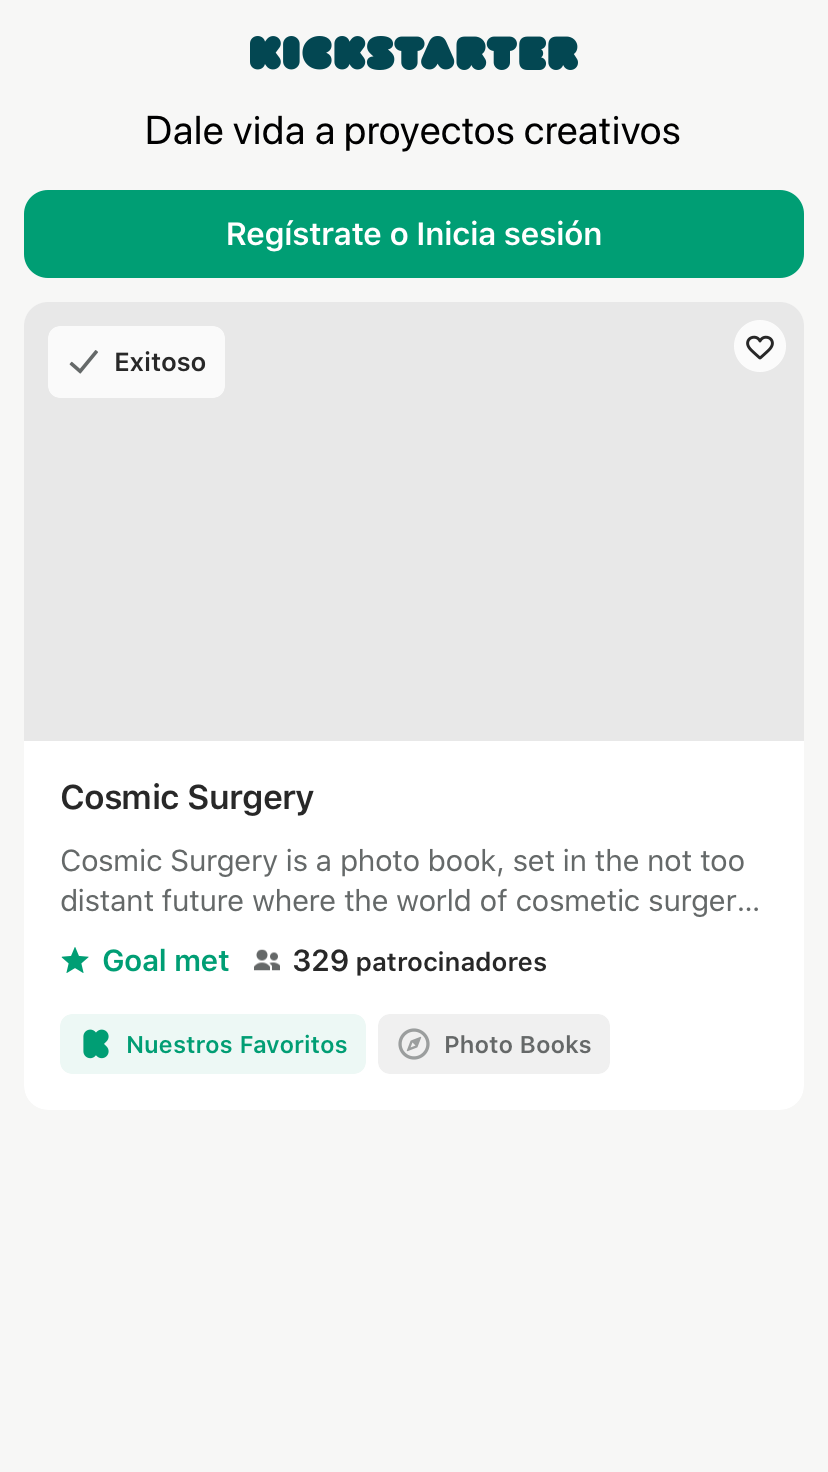 KICKSTARTER
Dale vida a proyectos creativos
Regístrate o Inicia sesión
Exitoso
Cosmic Surgery
Cosmic Surgery is a photo book, set in the not too
distant future where the world of cosmetic surger...
Goal met 329 patrocinadores
Nuestros Favoritos Photo Books